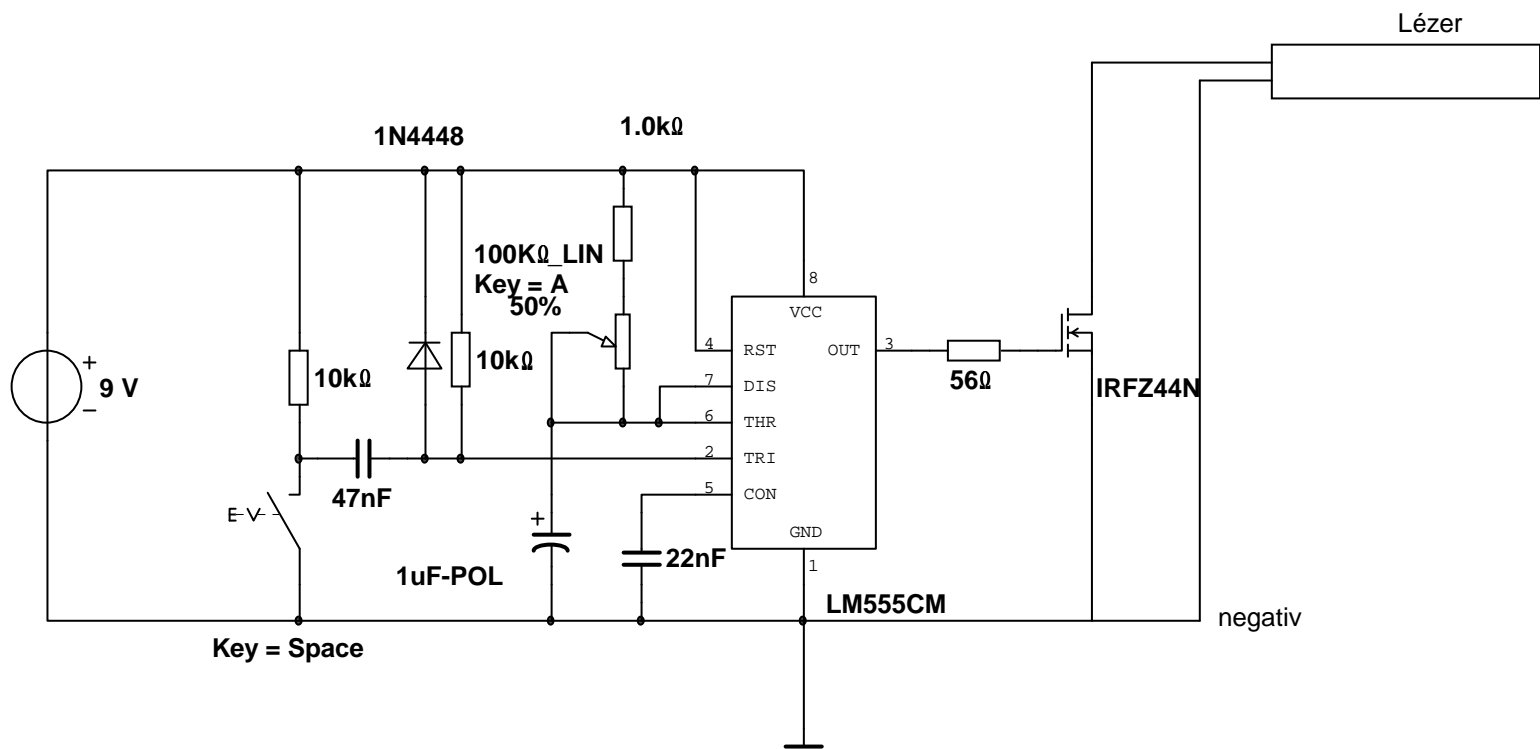 Lézer
1N4448
1.0kΩ
100KΩ_LIN
Key = A
50%
8
VCC
4
RST
OUT
3
+
9 V
−
10kΩ
10kΩ
7
DIS
56Ω
IRFZ44N
6
THR
2
TRI
47nF
5
CON
E
V
+
GND
22nF
1
1uF-POL
LM555CM
negativ
Key = Space